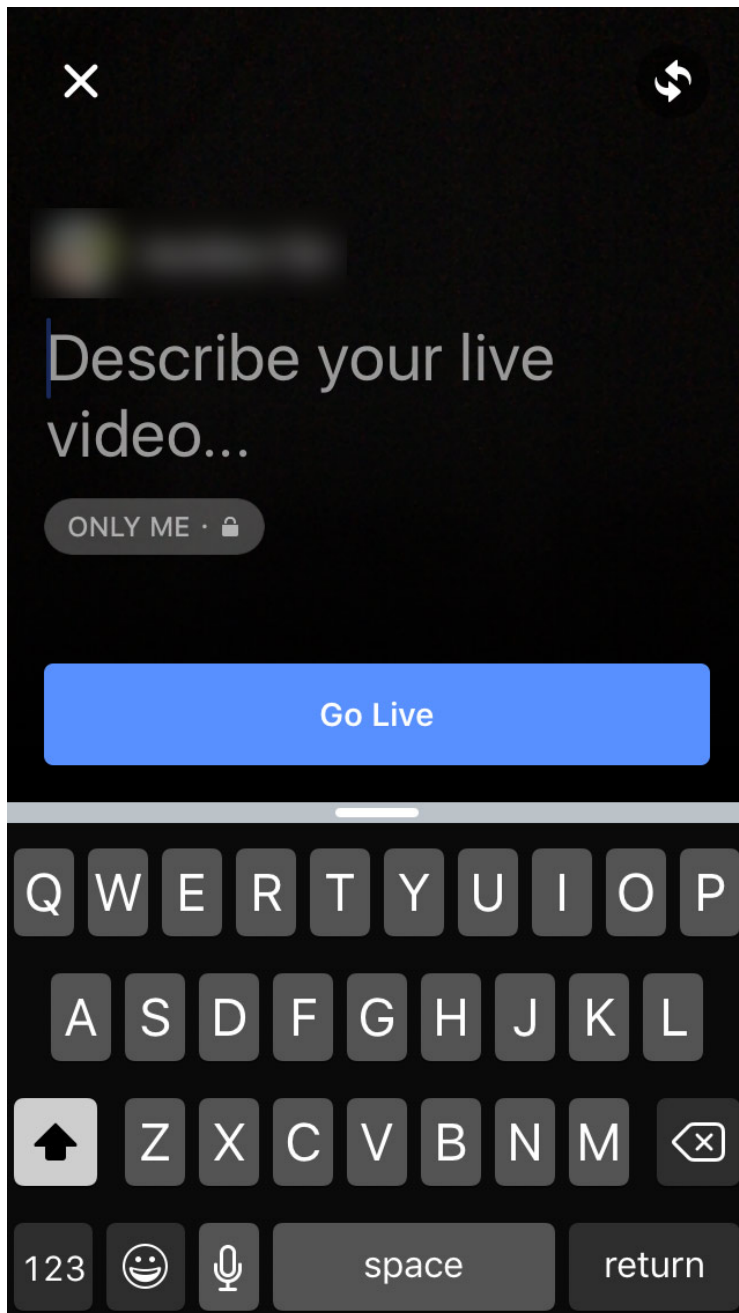 Describe your live
video...
ONLY ME ·
Go Live
Q W E R T Y U I O P
A S D F G H J K L
Z X C V B N M
123 space return